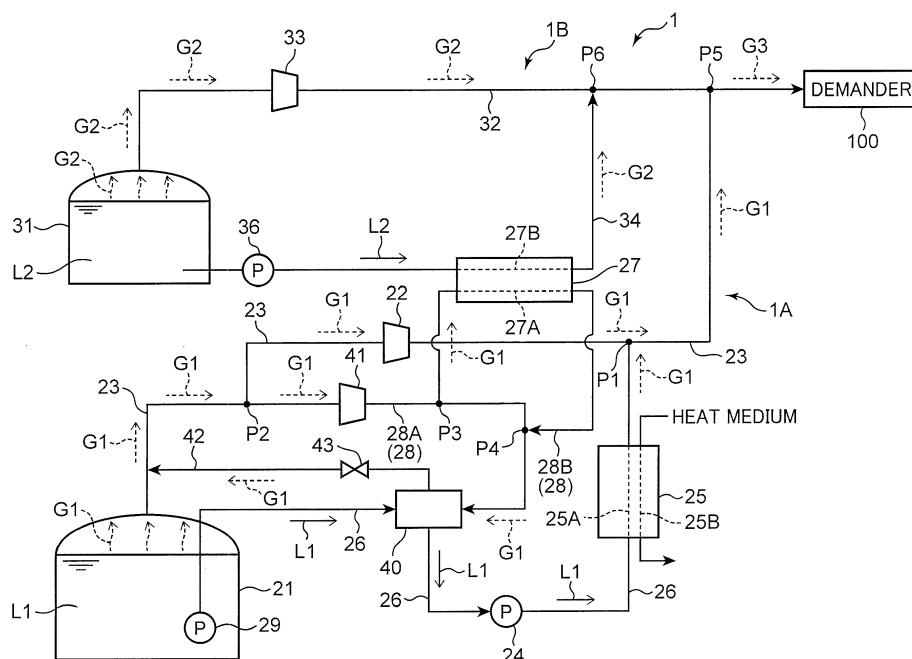 33
1B
1
G2
G2
P6
P5
G3
DEMANDER
100
32
G2
G2
G2
G1
31
36
L2
34
27B
P
27
L2
27A
1A
G1
22
23
G1
41
G1
23
G1
G1
P1
G1
23
P2
28A
(28)
P3
HEAT MEDIUM
P4
G1
42
43
28B
(28)
G1
25
G1
26
25A
25B
L1
40
G1
L1
21
26
L1
26
L1
P
29
P
24